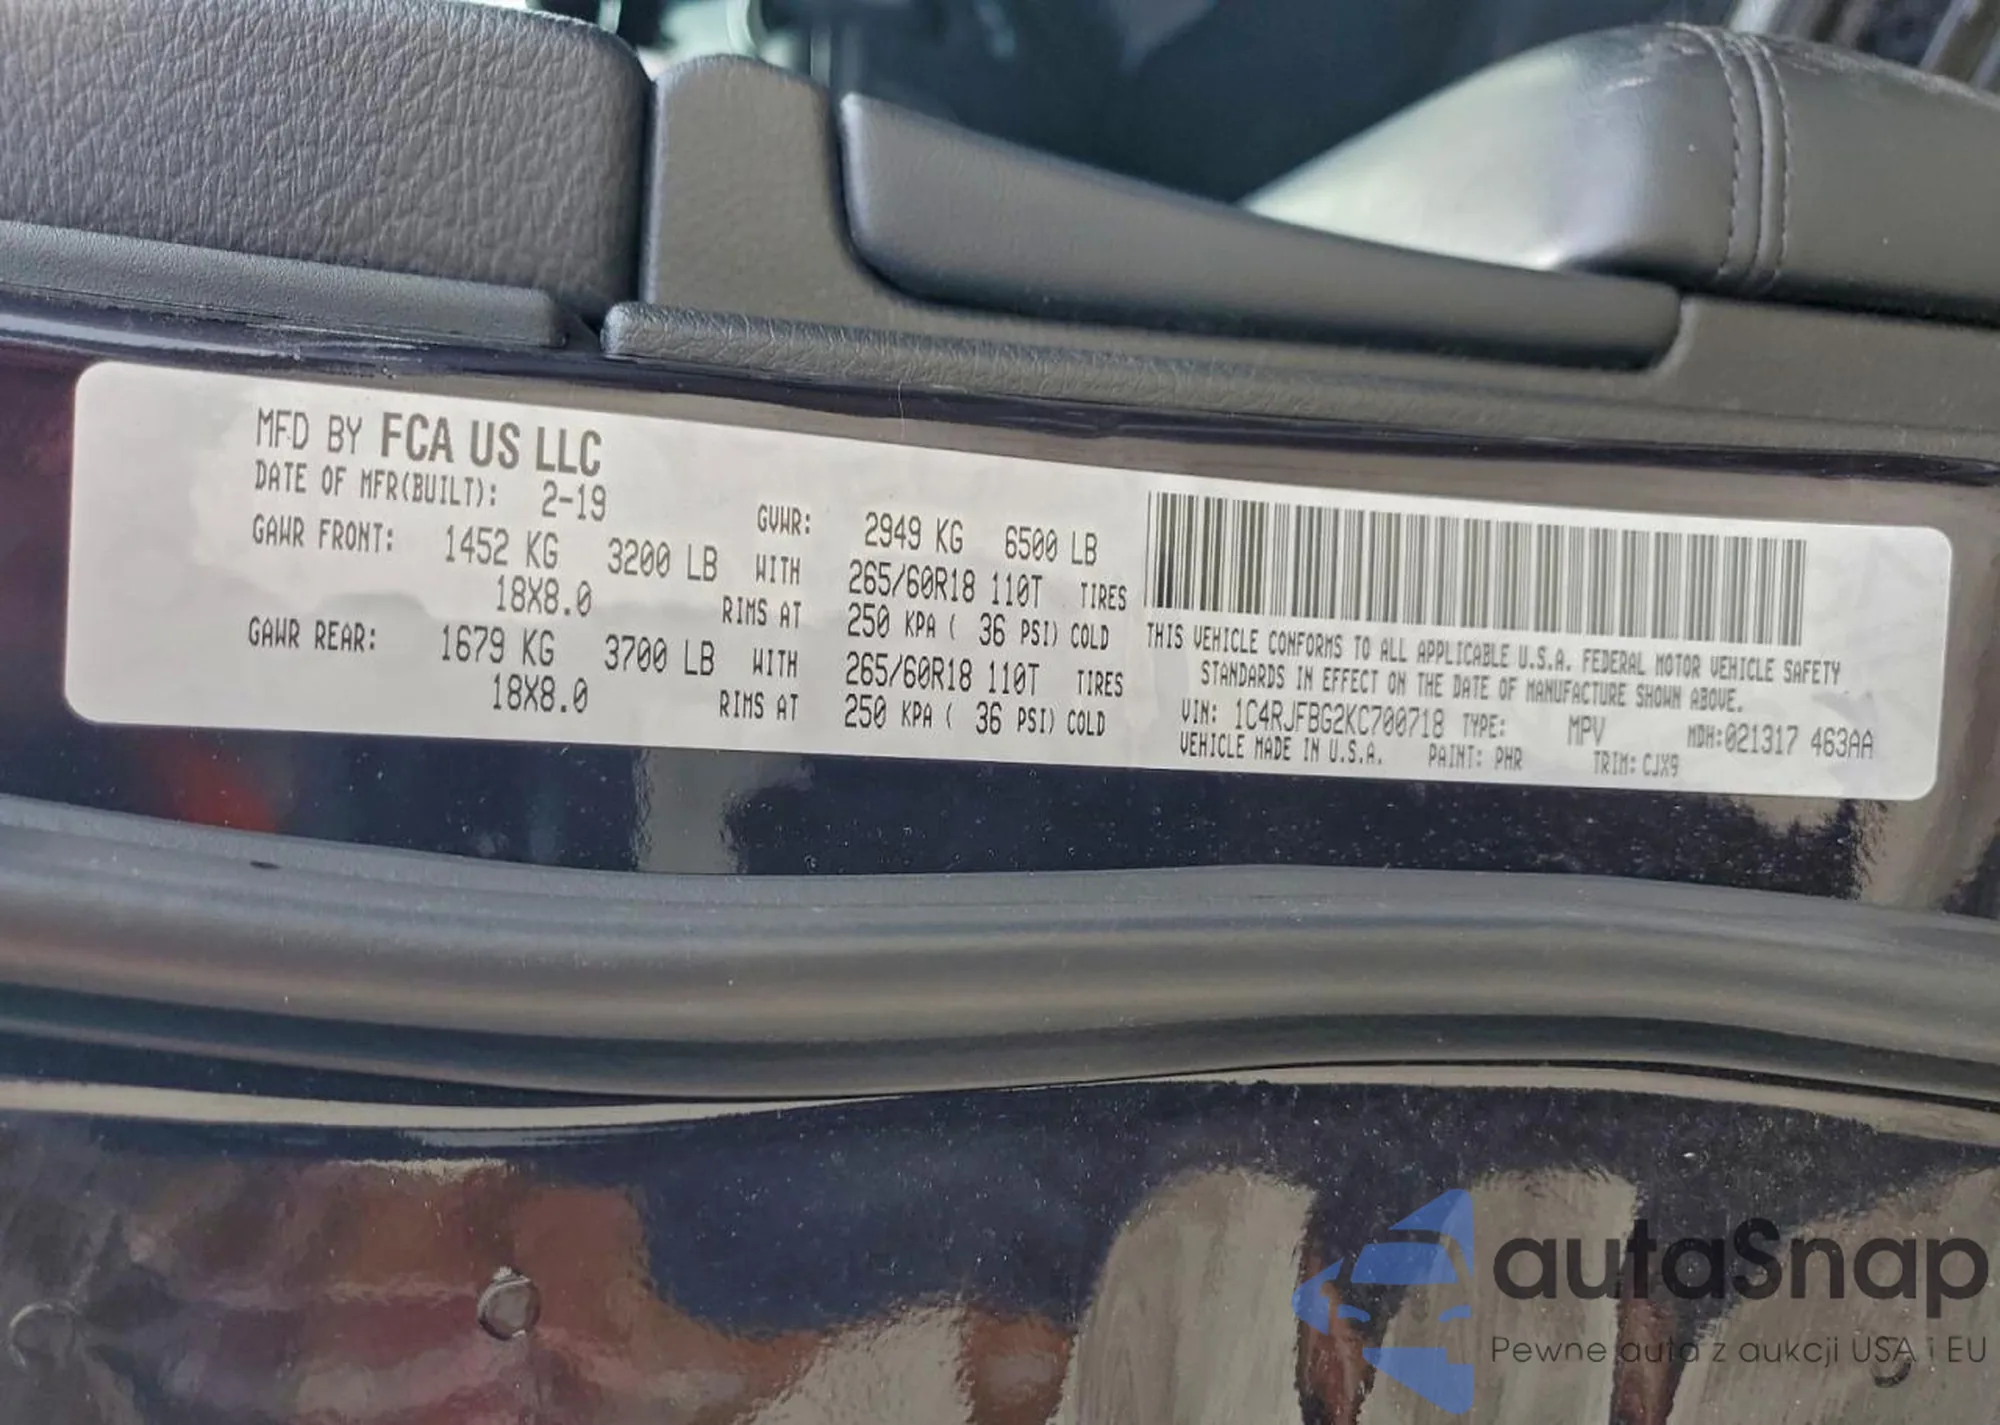 MFD BY FCA US LLC
DATE OF MFR(BUILT): 2-19 GVWR: 2949 KG 6500 LB
GAWR FRONT: 1452 KG 3200 LB WITH 265/60R18 110T TIRES
18X8.0 RIMS AT 250 KPA ( 36 PSI) COLD
GAWR REAR: 1679 KG 3700 LB WITH 265/60R18 110T TIRES
18X8.0 RIMS AT 250 KPA ( 36 PSI) COLD
THIS VEHICLE CONFORMS TO ALL APPLICABLE U.S.A. FEDERAL MOTOR VEHICLE SAFETY
STANDARDS IN EFFECT ON THE DATE OF MANUFACTURE SHOWN ABOVE.
VIN: 1C4RJFBG2KC700718 TYPE: MPV MDH:021317 463AA
VEHICLE MADE IN U.S.A. PAINT: PHR TRIM: CJX9
autaSnap
Pewne auta z aukcji USA i EU